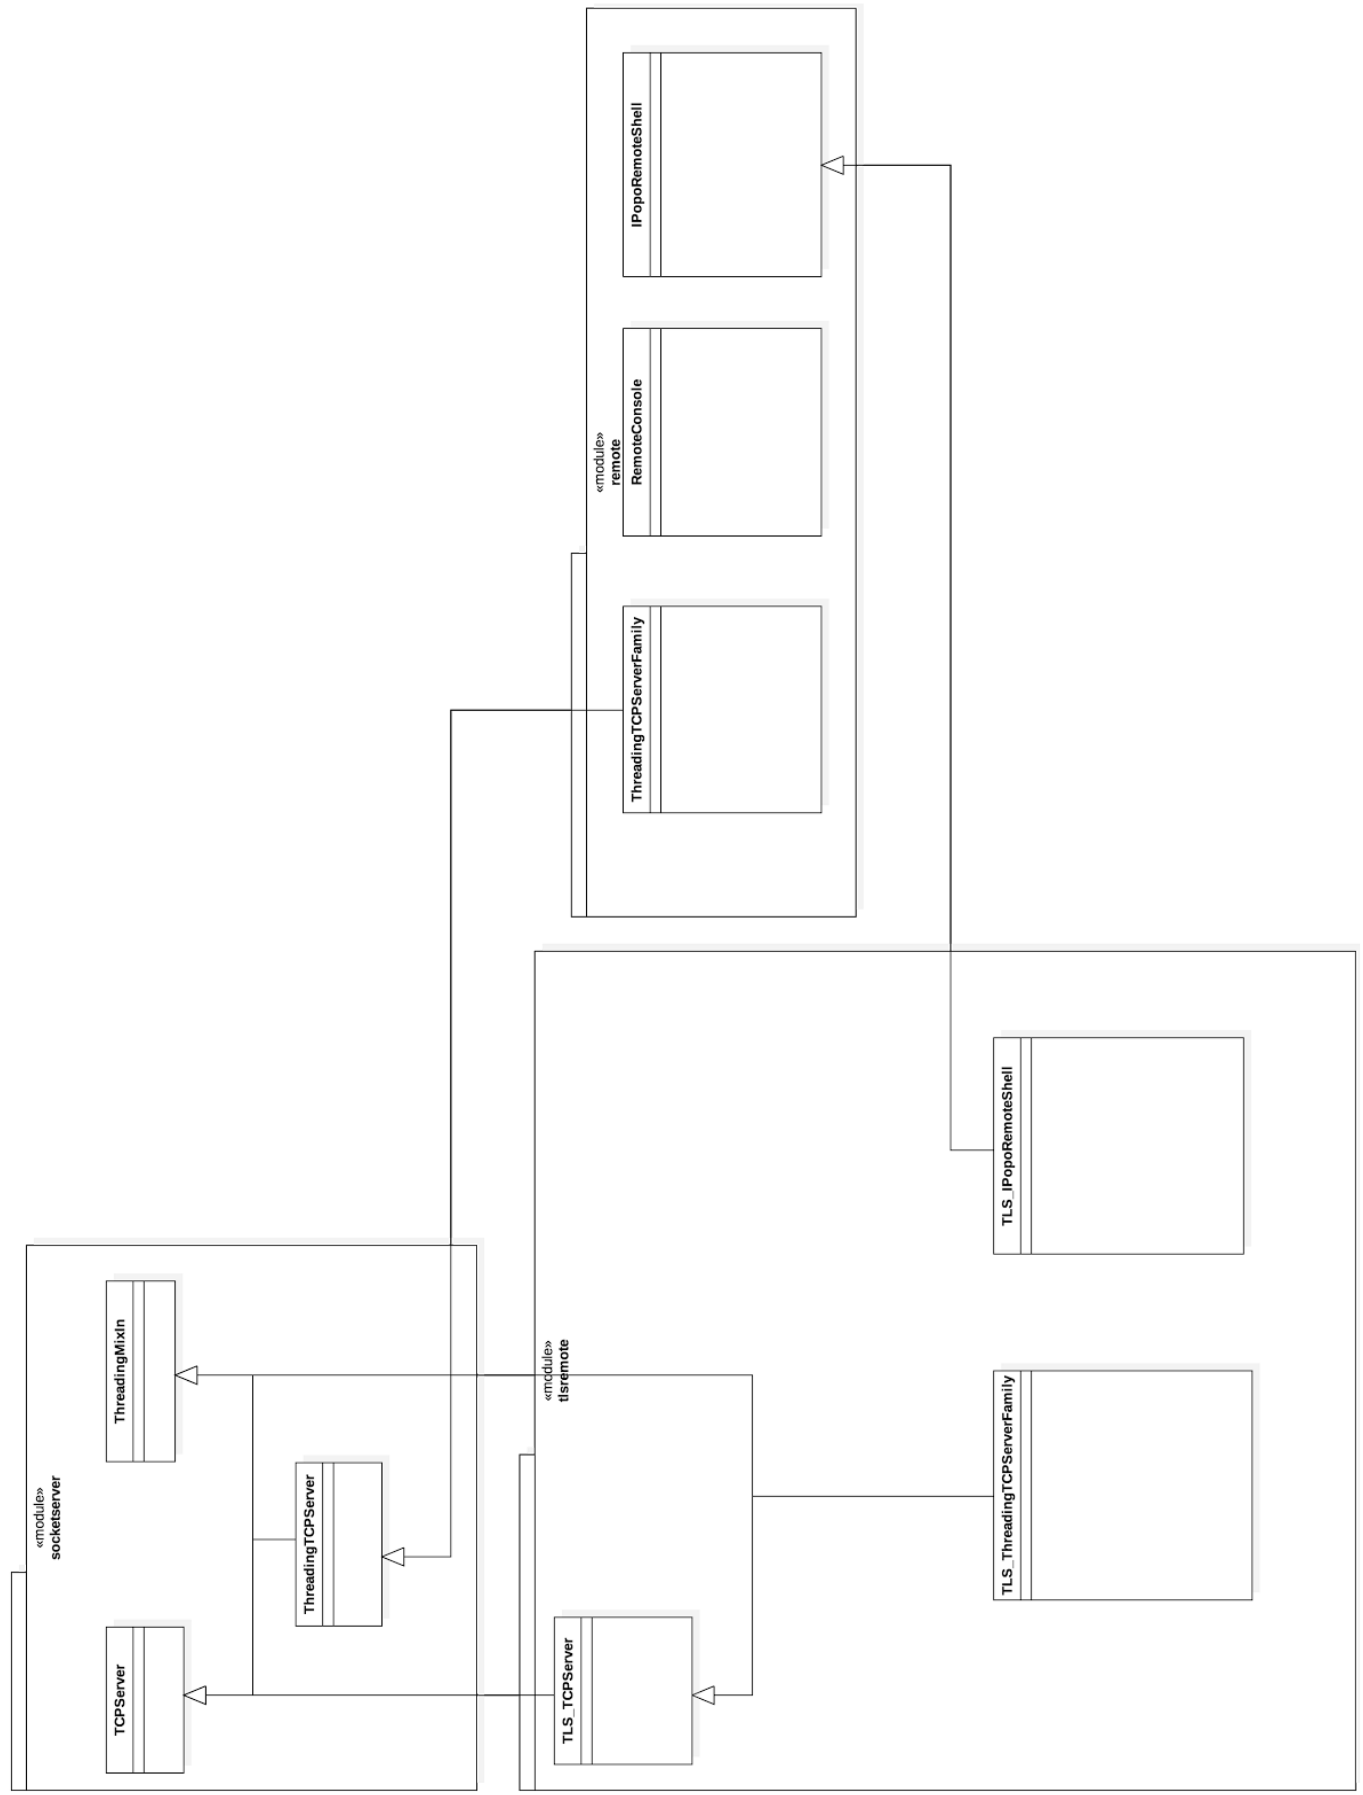 «module»
socketserver
TCPServer
ThreadingMixIn
ThreadingTCPServer
«module»
tlsremote
TLS_TCPServer
TLS_ThreadingTCPServerFamily
TLS_IPopoRemoteShell
«module»
remote
ThreadingTCPServerFamily
RemoteConsole
IPopoRemoteShell